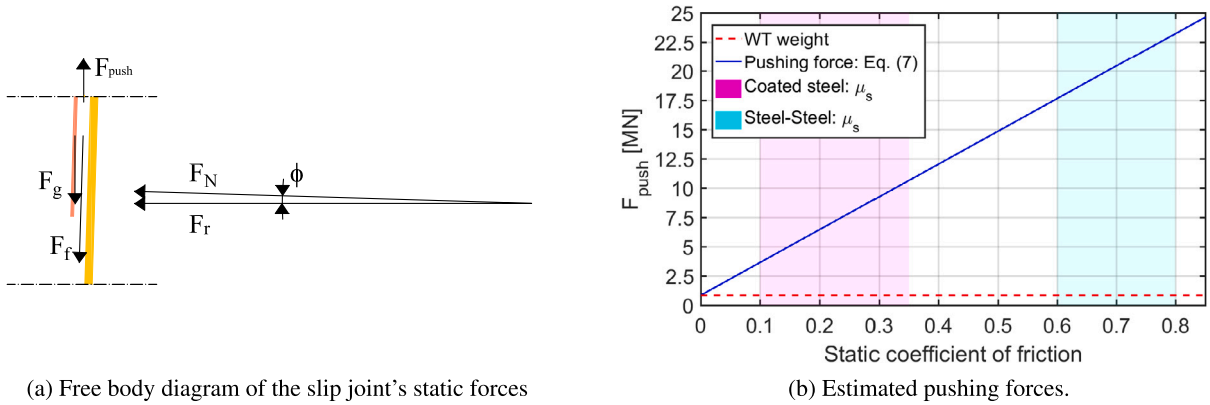 F_push
F_g
F_N
ϕ
F_r
F_f
(a) Free body diagram of the slip joint's static forces
25
22.5
20
17.5
15
12.5
10
7.5
5
2.5
0
F_push [MN]
WT weight
Pushing force: Eq. (7)
Coated steel: μ_s
Steel-Steel: μ_s
0 0.1 0.2 0.3 0.4 0.5 0.6 0.7 0.8
Static coefficient of friction
(b) Estimated pushing forces.